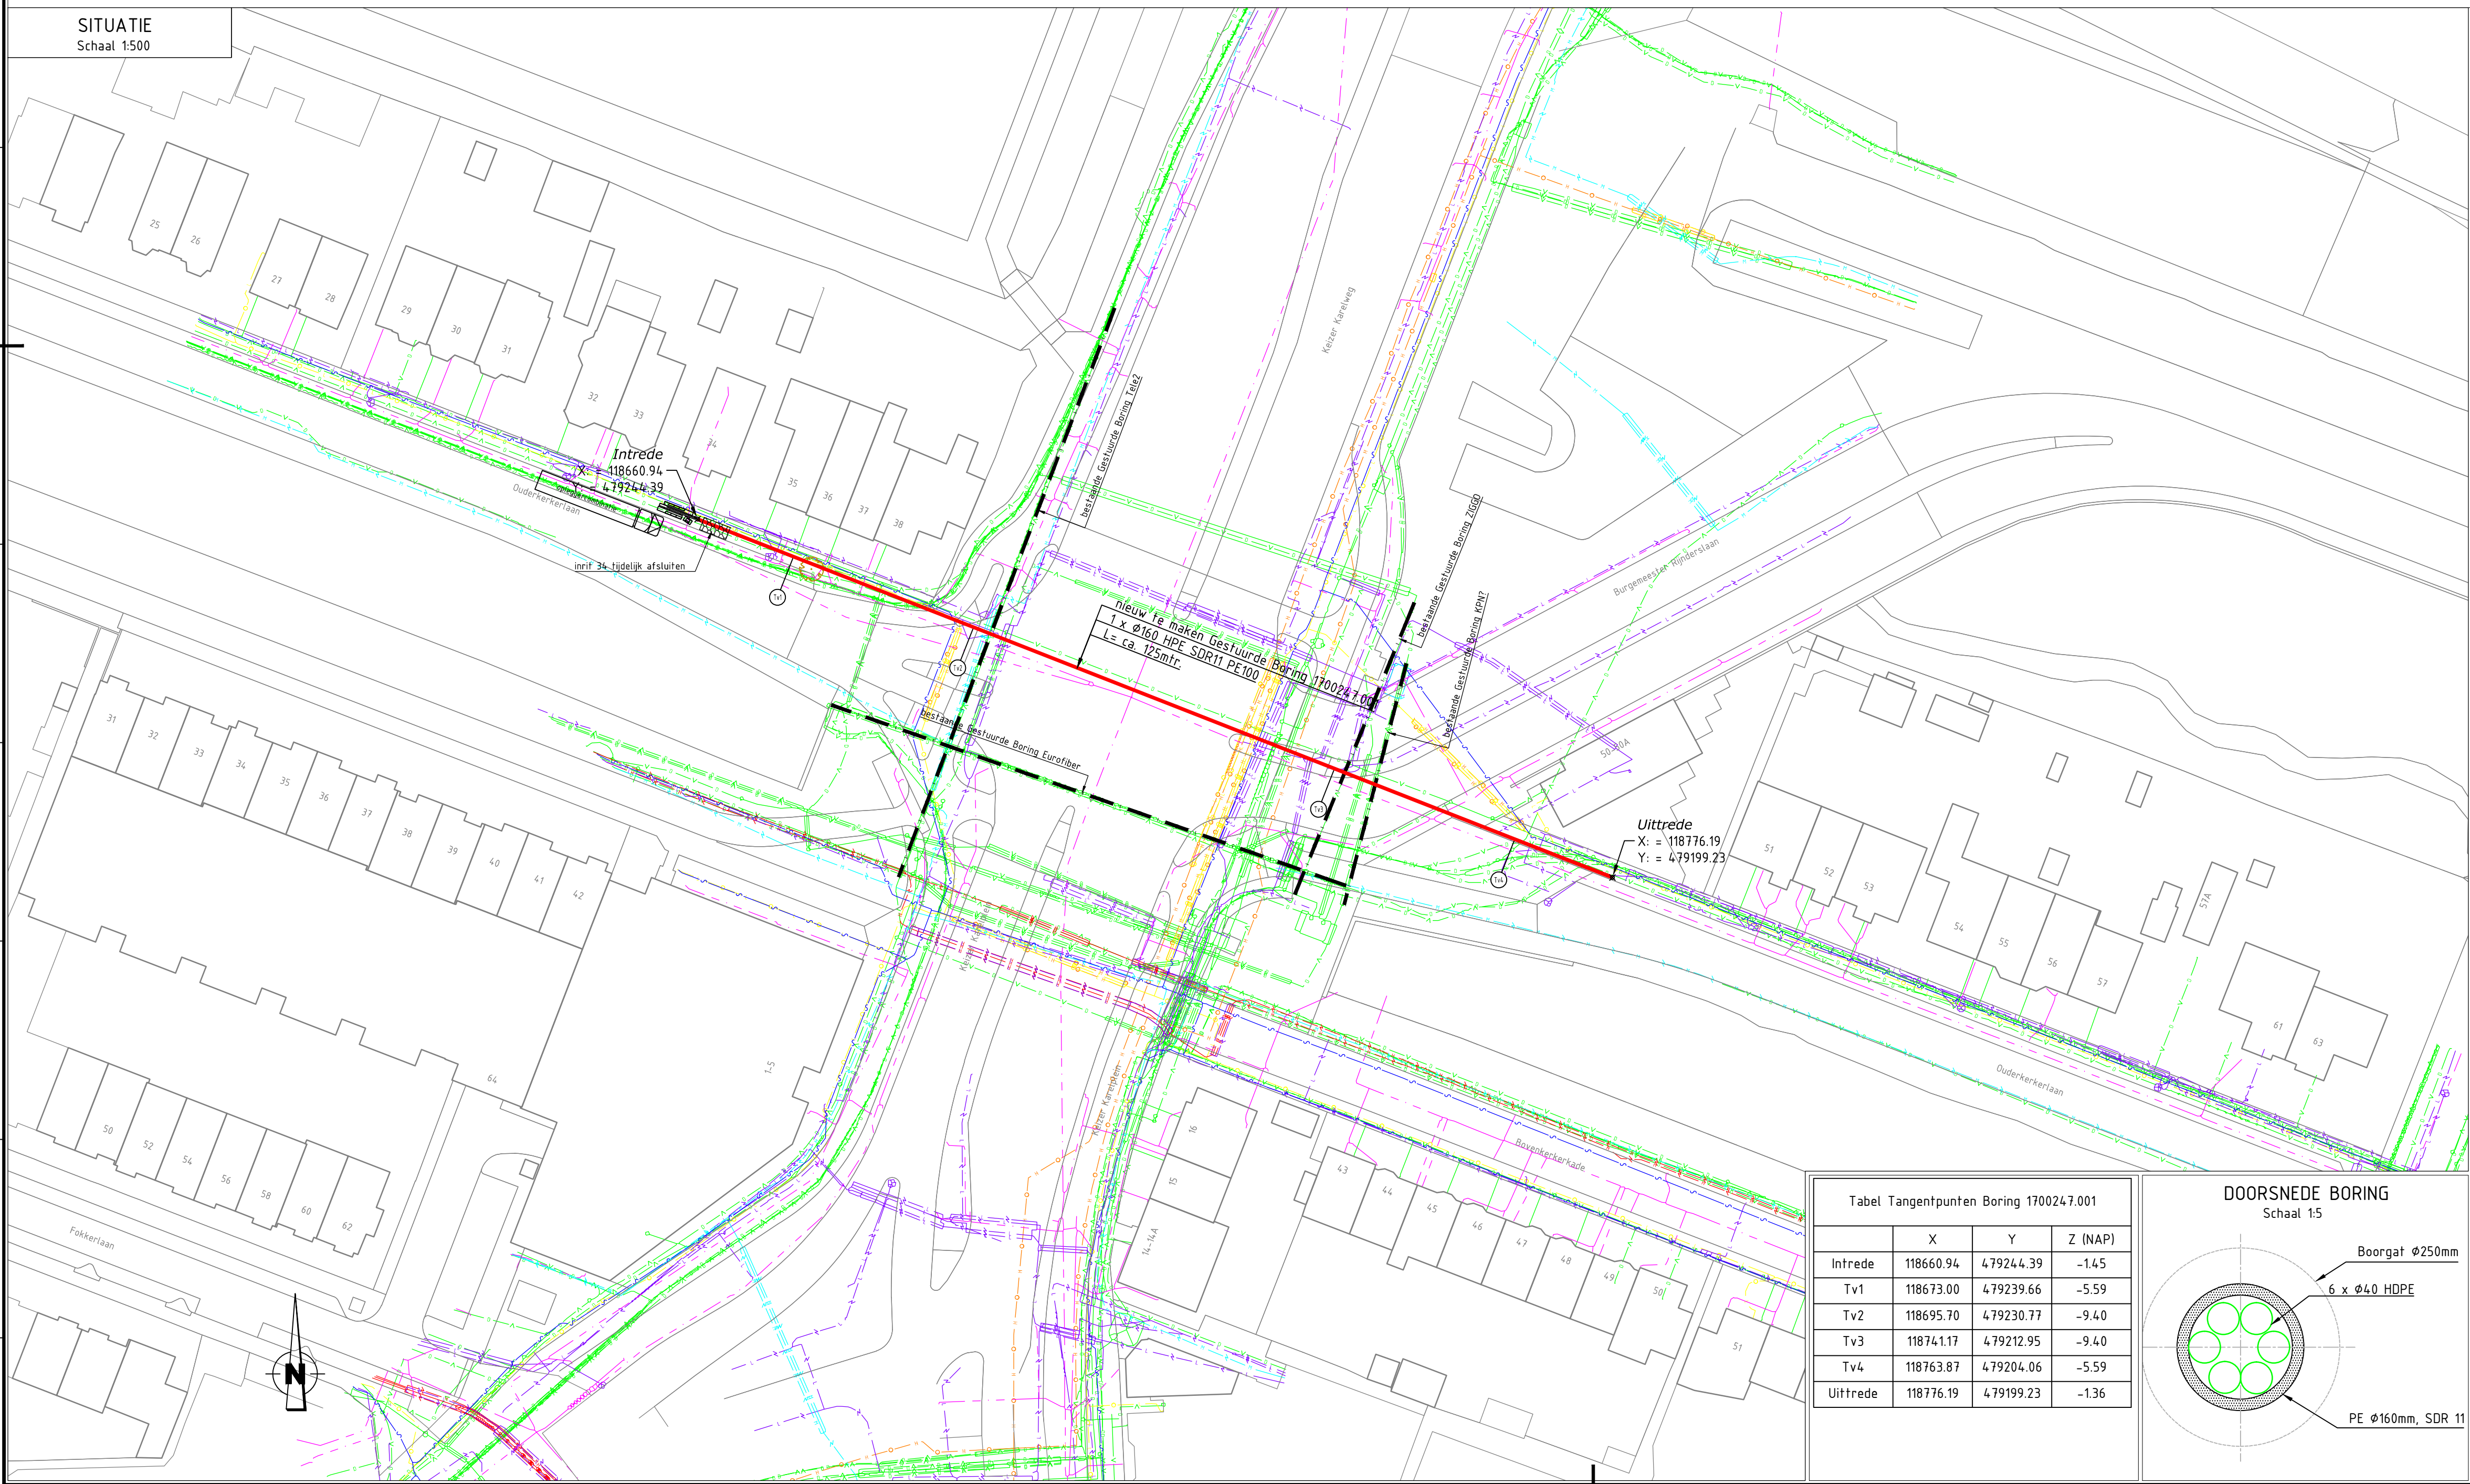 SITUATIE
Schaal 1:500
25
26
27
28
29
30
31
32
33
34
35
36
37
38
Intrede
X: = 118660.94
Y: = 479244.39
Ouderkerkerlaan
inrit 34 tijdelijk afsluiten
Tv1
Tv2
Tv3
Tv4
bestaande Gestuurde Boring Tele2
Keizer Karelweg
nieuw te maken Gestuurde Boring 1700247.001
1 x Ø160 HPE SDR11 PE100
L= ca. 125mtr.
bestaande Gestuurde Boring Eurofiber
bestaande Gestuurde Boring ZIGGO
bestaande Gestuurde Boring KPN?
Burgemeester Rijnderslaan
Uittrede
X: = 118776.19
Y: = 479199.23
51
52
53
54
55
56
57
57A
61
63
Ouderkerkerlaan
31
32
33
34
35
36
37
38
39
40
41
42
64
1-5
Keizer Karelplein
Keizer Karelplein
50
52
54
56
58
60
62
Fokkerlaan
N
16
15
14-14A
Bovenkerkerkade
43
44
45
46
47
48
49
50
51
Tabel Tangentpunten Boring 1700247.001
X Y Z (NAP)
Intrede 118660.94 479244.39 -1.45
Tv1 118673.00 479239.66 -5.59
Tv2 118695.70 479230.77 -9.40
Tv3 118741.17 479212.95 -9.40
Tv4 118763.87 479204.06 -5.59
Uittrede 118776.19 479199.23 -1.36
DOORSNEDE BORING
Schaal 1:5
Boorgat Ø250mm
6 x Ø40 HDPE
PE Ø160mm, SDR 11